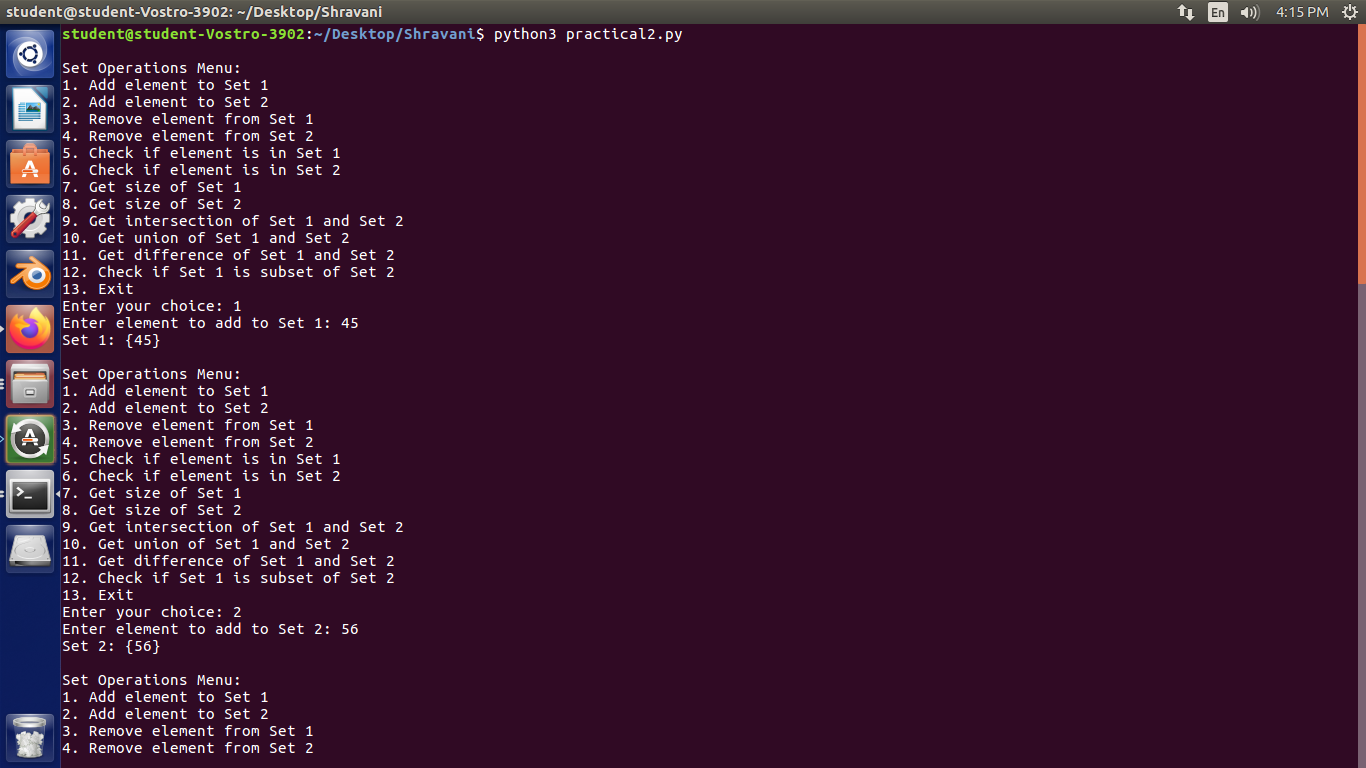 student@student-Vostro-3902: ~/Desktop/Shravani
En
4:15 PM
student@student-Vostro-3902:~/Desktop/Shravani$ python3 practical2.py
Set Operations Menu:
1. Add element to Set 1
2. Add element to Set 2
3. Remove element from Set 1
4. Remove element from Set 2
5. Check if element is in Set 1
6. Check if element is in Set 2
7. Get size of Set 1
8. Get size of Set 2
9. Get intersection of Set 1 and Set 2
10. Get union of Set 1 and Set 2
11. Get difference of Set 1 and Set 2
12. Check if Set 1 is subset of Set 2
13. Exit
Enter your choice: 1
Enter element to add to Set 1: 45
Set 1: {45}
Set Operations Menu:
1. Add element to Set 1
2. Add element to Set 2
3. Remove element from Set 1
4. Remove element from Set 2
5. Check if element is in Set 1
6. Check if element is in Set 2
7. Get size of Set 1
8. Get size of Set 2
9. Get intersection of Set 1 and Set 2
10. Get union of Set 1 and Set 2
11. Get difference of Set 1 and Set 2
12. Check if Set 1 is subset of Set 2
13. Exit
Enter your choice: 2
Enter element to add to Set 2: 56
Set 2: {56}
Set Operations Menu:
1. Add element to Set 1
2. Add element to Set 2
3. Remove element from Set 1
4. Remove element from Set 2